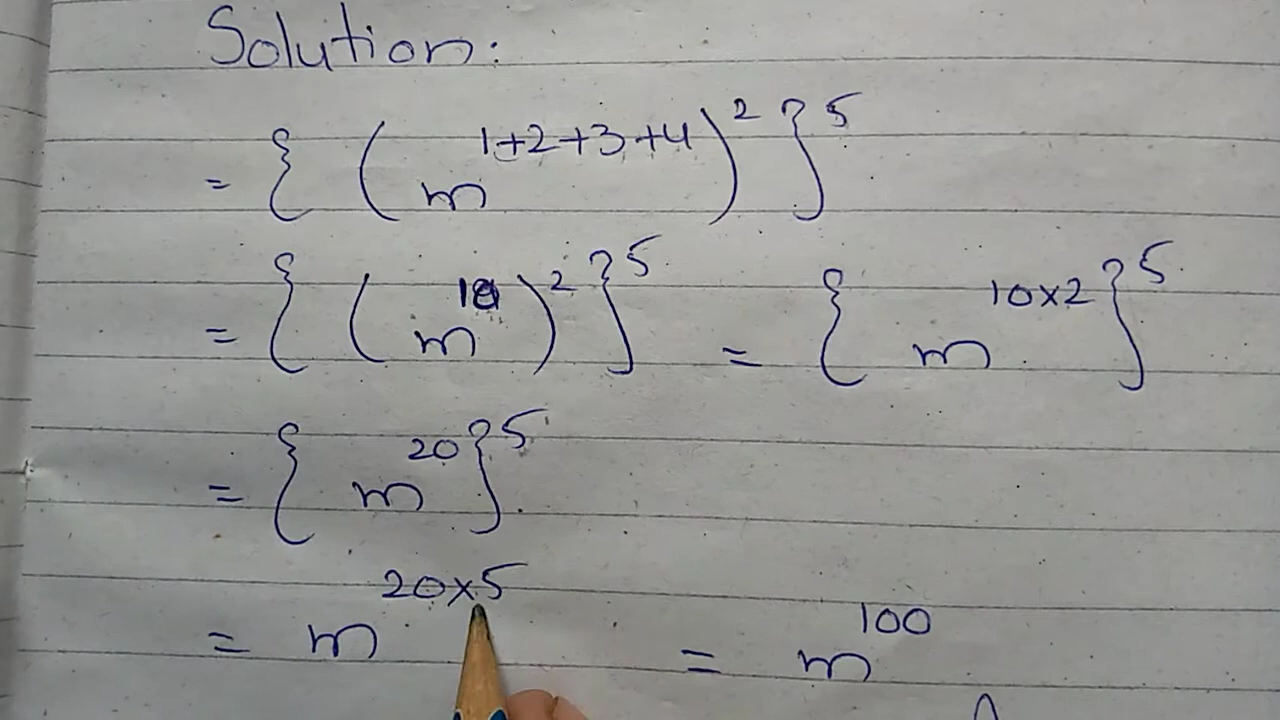 Solution:
= { ( m^{1+2+3+4} )^2 }^5
= { ( m^{10} )^2 }^5 = { m^{10×2} }^5
= { m^{20} }^5
= m^{20×5} = m^{100}